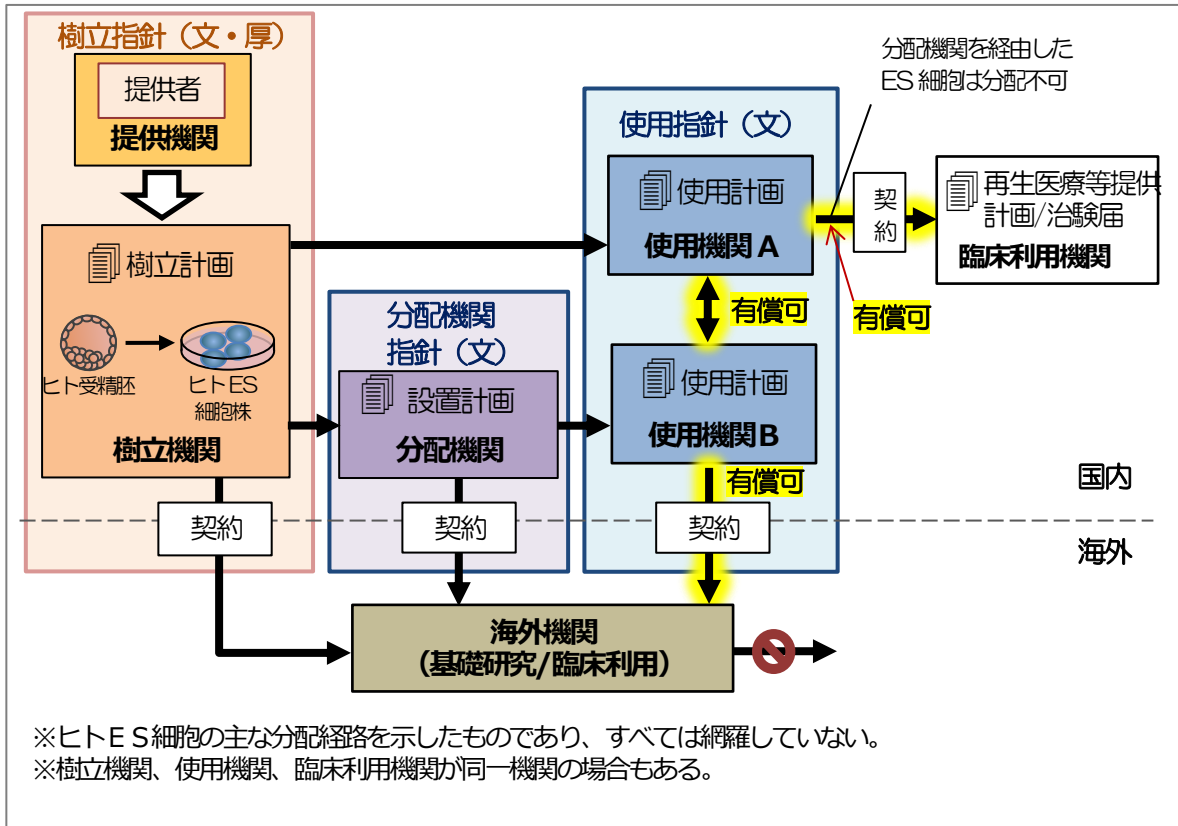 樹立指針（文・厚）
提供者
提供機関
樹立計画
ヒト受精胚
ヒトES
細胞株
樹立機関
契約
分配機関
指針（文）
設置計画
分配機関
契約
使用指針（文）
使用計画
使用機関A
有償可
使用計画
使用機関B
有償可
契約
分配機関を経由した
ES細胞は分配不可
契約
有償可
再生医療等提供
計画/治験届
臨床利用機関
国内
海外
海外機関
（基礎研究/臨床利用）
※ヒトＥＳ細胞の主な分配経路を示したものであり、すべては網羅していない。
※樹立機関、使用機関、臨床利用機関が同一機関の場合もある。